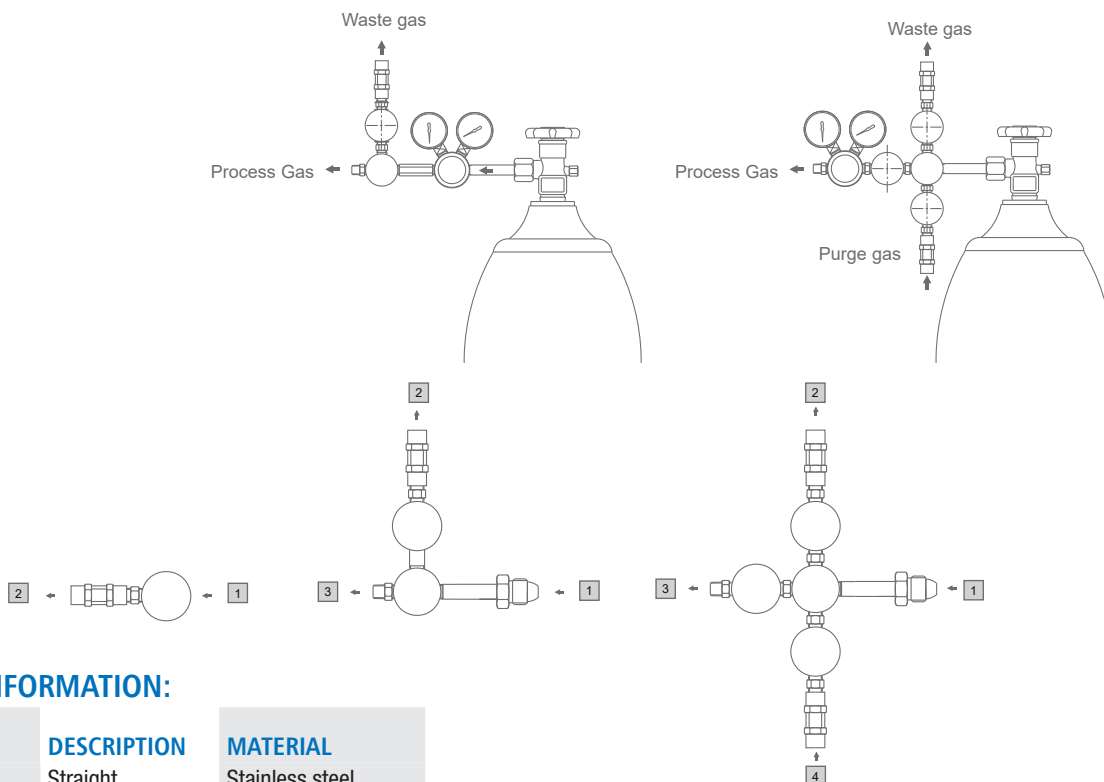 Waste gas
Waste gas
Process Gas
Process Gas
Purge gas
2
2
2
1
3
1
3
1
NFORMATION:
DESCRIPTION
MATERIAL
Straight
Stainless steel
4